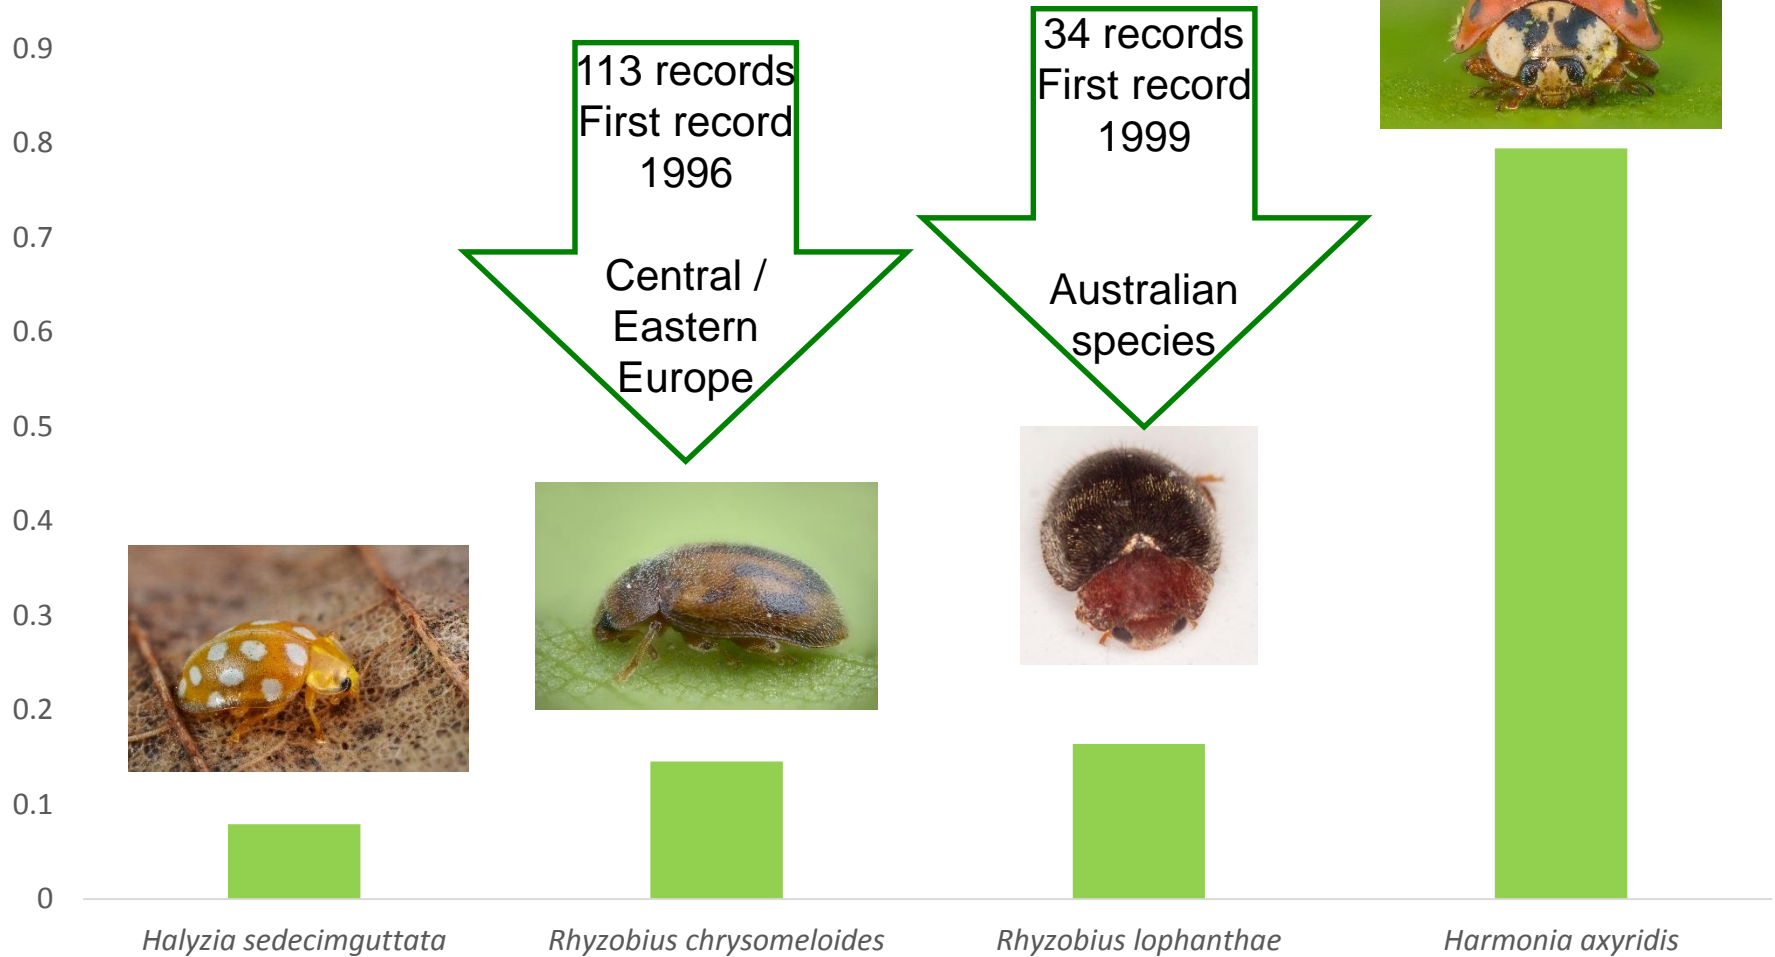 0.9
0.8
0.7
0.6
0.5
0.4
0.3
0.2
0.1
0
113 records
First record
1996
Central /
Eastern
Europe
34 records
First record
1999
Australian
species
Halyzia sedecimguttata
Rhyzobius chrysomeloides
Rhyzobius lophanthae
Harmonia axyridis